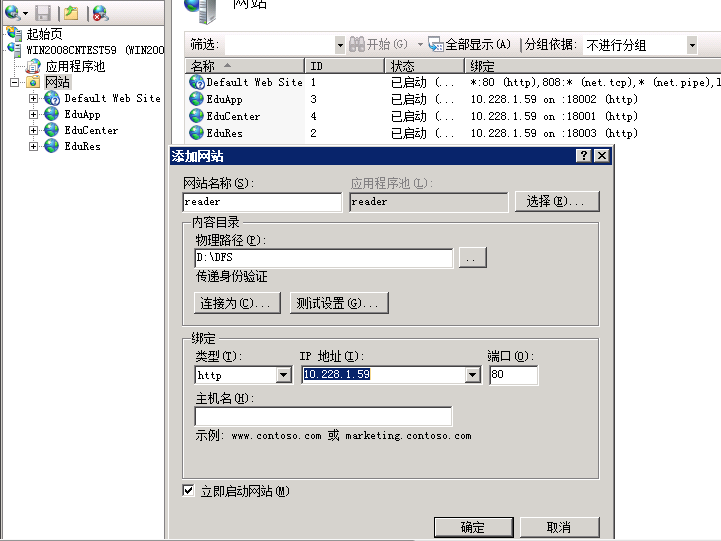 网站
起始页
WIN2008CNTEST59 (WIN200
应用程序池
网站
Default Web Site
EduApp
EduCenter
EduRes
筛选:
开始(G)
全部显示(A)
分组依据:
不进行分组
名称 ID 状态 绑定
Default Web Site 1 已启动 (... *:80 (http),808:* (net.tcp),* (net.pipe),l
EduApp 3 已启动 (... 10.228.1.59 on :18002 (http)
EduCenter 4 已启动 (... 10.228.1.59 on :18001 (http)
EduRes 2 已启动 (... 10.228.1.59 on :18003 (http)
添加网站
网站名称(S): 应用程序池(L):
reader reader 选择(E)...
内容目录
物理路径(P):
D:\DFS ..
传递身份验证
连接为(C)... 测试设置(G)...
绑定
类型(T): IP 地址(I): 端口(O):
http 10.228.1.59 80
主机名(H):
示例: www.contoso.com 或 marketing.contoso.com
立即启动网站(M)
确定 取消